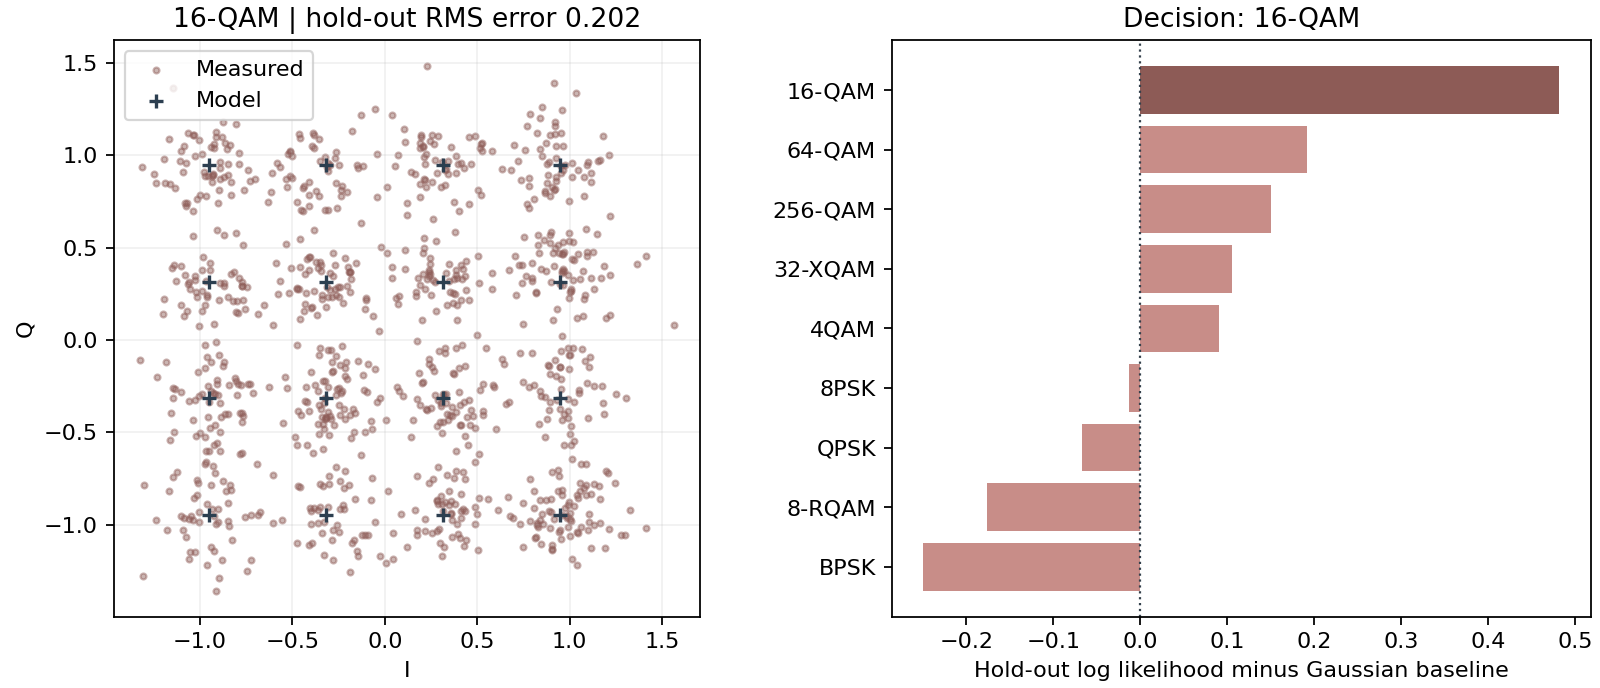 16-QAM | hold-out RMS error 0.202
Measured
Model
1.5
1.0
0.5
0.0
−0.5
−1.0
Q
−1.0
−0.5
0.0
0.5
1.0
1.5
I
Decision: 16-QAM
16-QAM
64-QAM
256-QAM
32-XQAM
4QAM
8PSK
QPSK
8-RQAM
BPSK
−0.2
−0.1
0.0
0.1
0.2
0.3
0.4
0.5
Hold-out log likelihood minus Gaussian baseline